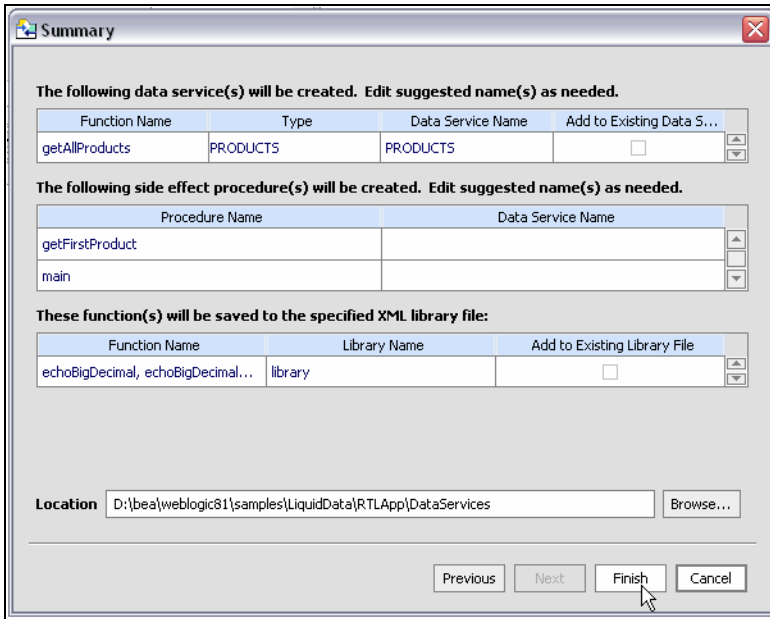 Summary
The following data service(s) will be created. Edit suggested name(s) as needed.
Function Name Type Data Service Name Add to Existing Data S...
getAllProducts PRODUCTS PRODUCTS
The following side effect procedure(s) will be created. Edit suggested name(s) as needed.
Procedure Name Data Service Name
getFirstProduct
main
These function(s) will be saved to the specified XML library file:
Function Name Library Name Add to Existing Library File
echoBigDecimal, echoBigDecimal... library
Location D:\bea\weblogic81\samples\LiquidData\RTLApp\DataServices Browse...
Previous Next Finish Cancel